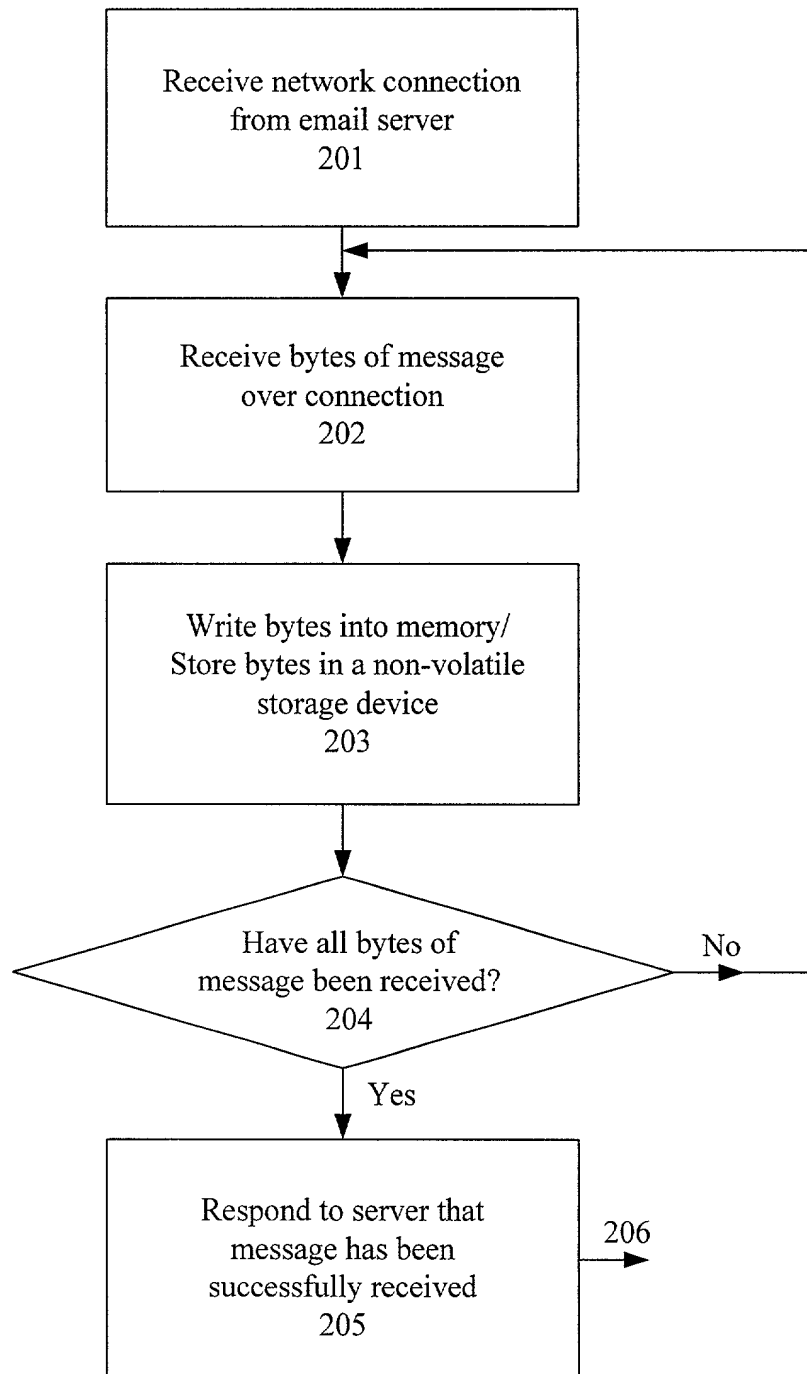 Receive network connection
from email server
201
Receive bytes of message
over connection
202
Write bytes into memory/
Store bytes in a non-volatile
storage device
203
Have all bytes of
message been received?
204
No
Yes
Respond to server that
message has been
successfully received
205
206